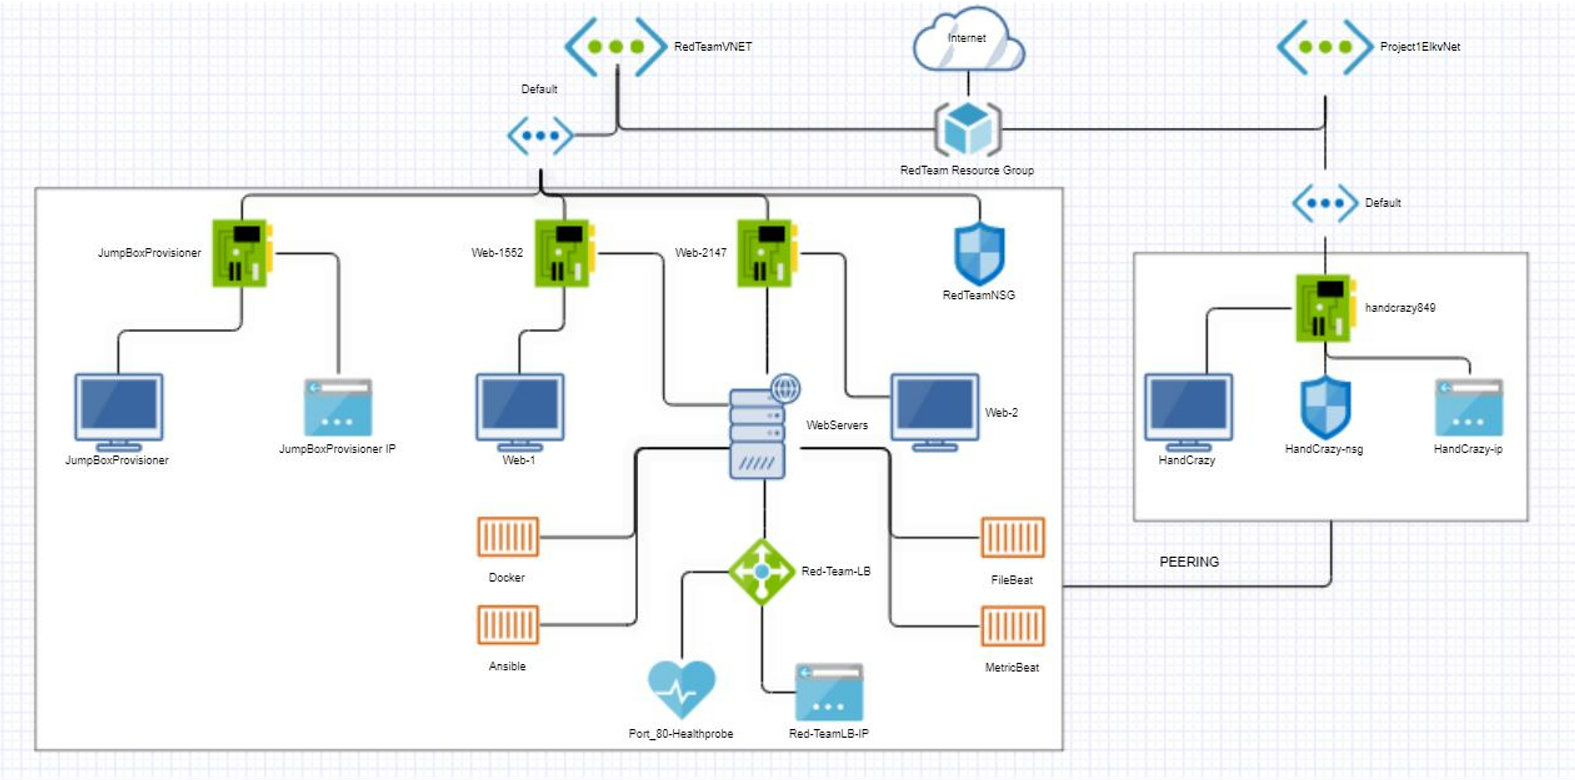 RedTeamVNET
Internet
Project1ElkvNet
Default
RedTeam Resource Group
Default
JumpBoxProvisioner
Web-1552
Web-2147
RedTeamNSG
handcrazy849
JumpBoxProvisioner
JumpBoxProvisioner IP
Web-1
WebServers
Web-2
HandCrazy
HandCrazy-nsg
HandCrazy-ip
Docker
Red-Team-LB
FileBeat
PEERING
Ansible
MetricBeat
Port_80-Healthprobe
Red-TeamLB-IP